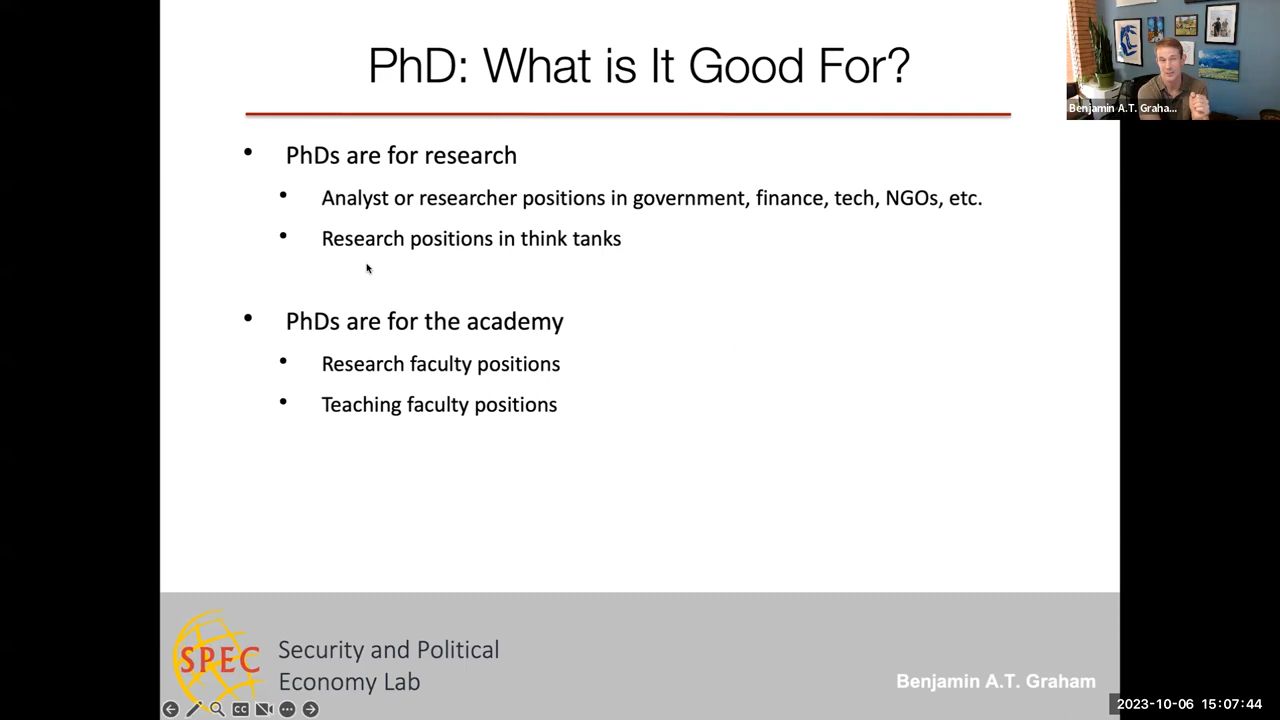 PhD: What is It Good For?
Benjamin A.T. Graha...
• PhDs are for research
• Analyst or researcher positions in government, finance, tech, NGOs, etc.
• Research positions in think tanks
• PhDs are for the academy
• Research faculty positions
• Teaching faculty positions
SPEC
Security and Political
Economy Lab
Benjamin A.T. Graham
CC
2023-10-06 15:07:44